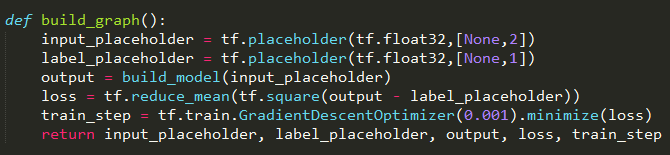 def build_graph():
    input_placeholder = tf.placeholder(tf.float32,[None,2])
    label_placeholder = tf.placeholder(tf.float32,[None,1])
    output = build_model(input_placeholder)
    loss = tf.reduce_mean(tf.square(output - label_placeholder))
    train_step = tf.train.GradientDescentOptimizer(0.001).minimize(loss)
    return input_placeholder, label_placeholder, output, loss, train_step